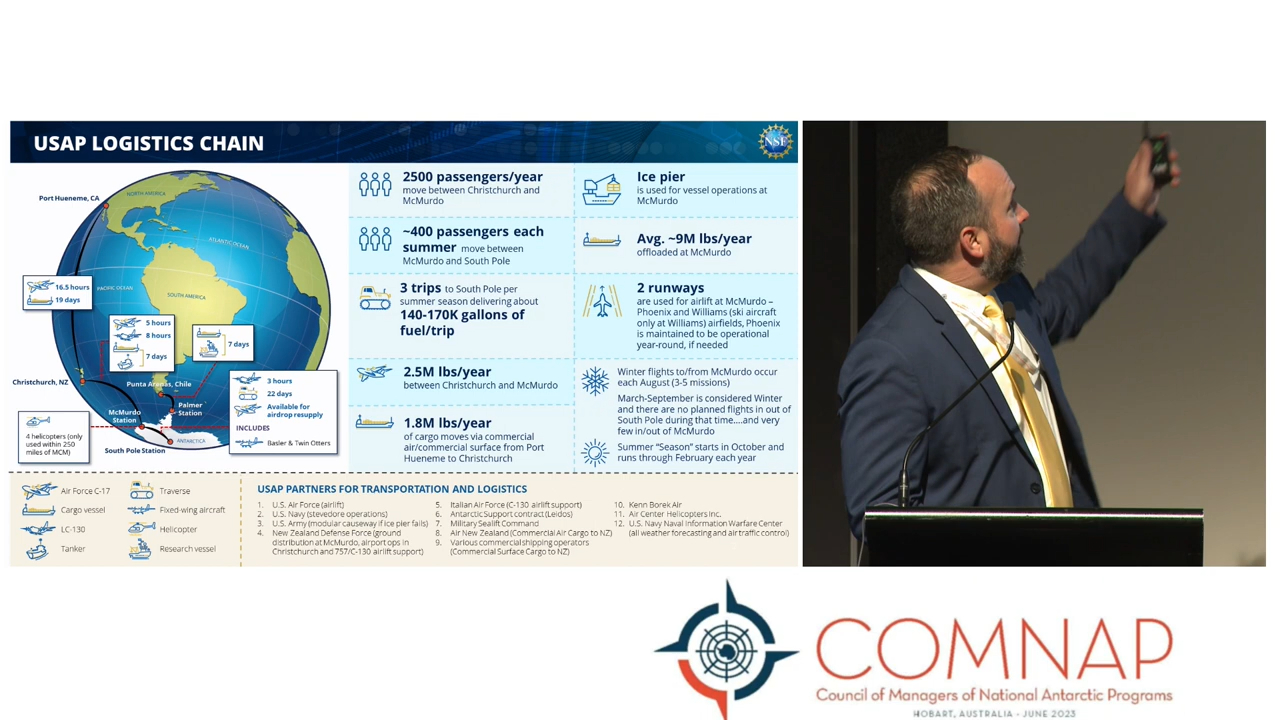 USAP LOGISTICS CHAIN
NSF
Port Hueneme, CA
NORTH AMERICA
ATLANTIC OCEAN
PACIFIC OCEAN
SOUTH AMERICA
16.5 hours
19 days
5 hours
8 hours
7 days
7 days
Christchurch, NZ
Punta Arenas, Chile
Palmer
Station
McMurdo
Station
ANTARCTICA
South Pole Station
3 hours
22 days
Available for
airdrop resupply
INCLUDES
Basler & Twin Otters
4 helicopters (only
used within 250
miles of MCM)
2500 passengers/year
move between Christchurch and
McMurdo
~400 passengers each
summer move between
McMurdo and South Pole
3 trips to South Pole per
summer season delivering about
140-170K gallons of
fuel/trip
2.5M lbs/year
between Christchurch and McMurdo
1.8M lbs/year
of cargo moves via commercial
air/commercial surface from Port
Hueneme to Christchurch
Ice pier
is used for vessel operations at
McMurdo
Avg. ~9M lbs/year
offloaded at McMurdo
2 runways
are used for airlift at McMurdo –
Phoenix and Williams (ski aircraft
only at Williams) airfields, Phoenix
is maintained to be operational
year-round, if needed
Winter flights to/from McMurdo occur
each August (3-5 missions)
March-September is considered Winter
and there are no planned flights in out of
South Pole during that time....and very
few in/out of McMurdo
Summer “Season” starts in October and
runs through February each year
Air Force C-17
Cargo vessel
LC-130
Tanker
Traverse
Fixed-wing aircraft
Helicopter
Research vessel
USAP PARTNERS FOR TRANSPORTATION AND LOGISTICS
1. U.S. Air Force (airlift)
2. U.S. Navy (stevedore operations)
3. U.S. Army (modular causeway if ice pier fails)
4. New Zealand Defense Force (ground
distribution at McMurdo, airport ops in
Christchurch and 757/C-130 airlift support)
5. Italian Air Force (C-130 airlift support)
6. Antarctic Support contract (Leidos)
7. Military Sealift Command
8. Air New Zealand (Commercial Air Cargo to NZ)
9. Various commercial shipping operators
(Commercial Surface Cargo to NZ)
10. Kenn Borek Air
11. Air Center Helicopters Inc.
12. U.S. Navy Naval Information Warfare Center
(all weather forecasting and air traffic control)
COMNAP
Council of Managers of National Antarctic Programs
HOBART, AUSTRALIA - JUNE 2023